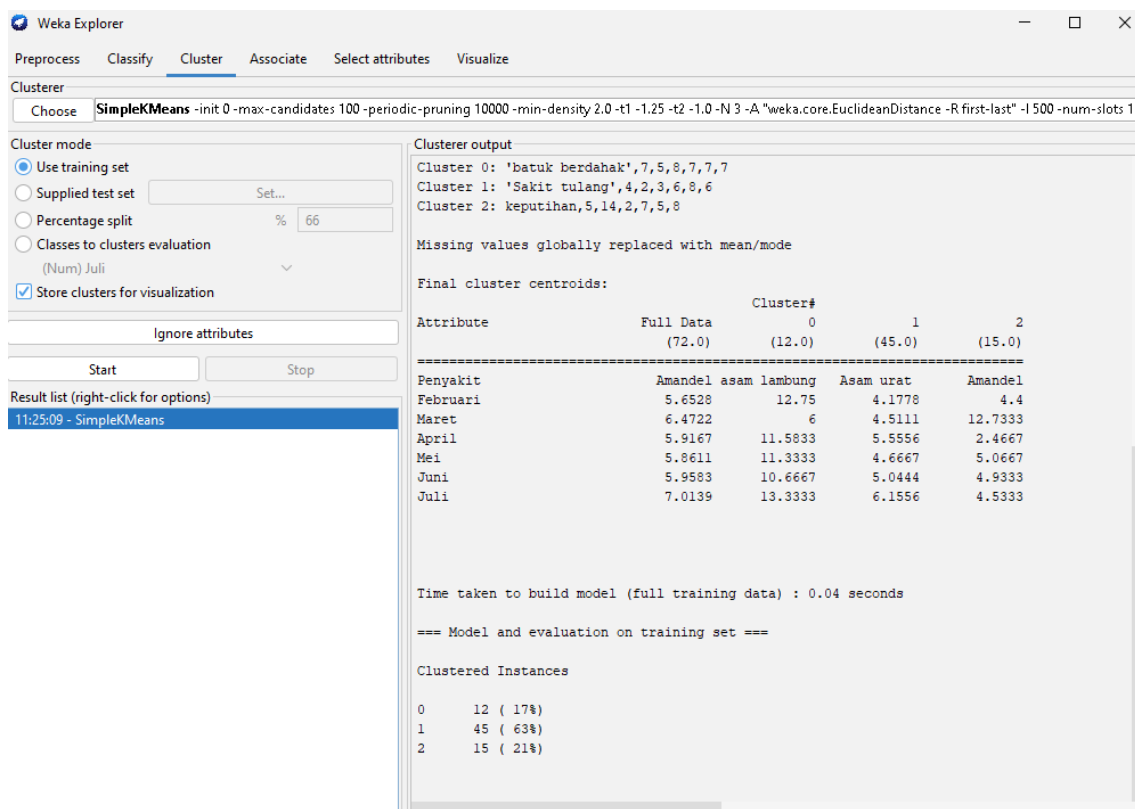 Weka Explorer
Preprocess Classify Cluster Associate Select attributes Visualize
Clusterer
Choose SimpleKMeans -init 0 -max-candidates 100 -periodic-pruning 10000 -min-density 2.0 -t1 -1.25 -t2 -1.0 -N 3 -A "weka.core.EuclideanDistance -R first-last" -I 500 -num-slots 1
Cluster mode
Use training set
Supplied test set Set...
Percentage split % 66
Classes to clusters evaluation
(Num) Juli
Store clusters for visualization
Ignore attributes
Start Stop
Result list (right-click for options)
11:25:09 - SimpleKMeans
Clusterer output
Cluster 0: 'batuk berdahak',7,5,8,7,7,7
Cluster 1: 'Sakit tulang',4,2,3,6,8,6
Cluster 2: keputihan,5,14,2,7,5,8
Missing values globally replaced with mean/mode
Final cluster centroids:
Cluster#
Attribute Full Data 0 1 2
(72.0) (12.0) (45.0) (15.0)
==========================================================================
Penyakit Amandel asam lambung Asam urat Amandel
Februari 5.6528 12.75 4.1778 4.4
Maret 6.4722 6 4.5111 12.7333
April 5.9167 11.5833 5.5556 2.4667
Mei 5.8611 11.3333 4.6667 5.0667
Juni 5.9583 10.6667 5.0444 4.9333
Juli 7.0139 13.3333 6.1556 4.5333
Time taken to build model (full training data) : 0.04 seconds
=== Model and evaluation on training set ===
Clustered Instances
0 12 ( 17%)
1 45 ( 63%)
2 15 ( 21%)